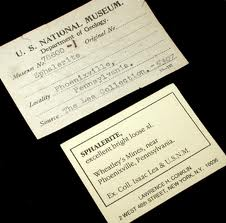 U. S. NATIONAL MUSEUM.
Department of Geology.
Museum No. Original No.
Sphalerite
Locality Phoenixville,
Pennsylvania.
Source: The Lea Collection.
SPHALERITE,
excellent bright loose xl.
Wheatley's Mines, near
Phoenixville, Pennsylvania.
Ex. Coll. Isaac Lea & U.S.N.M.
LAWRENCE H. CONKLIN
2 WEST 46th STREET, NEW YORK, N.Y. 10036